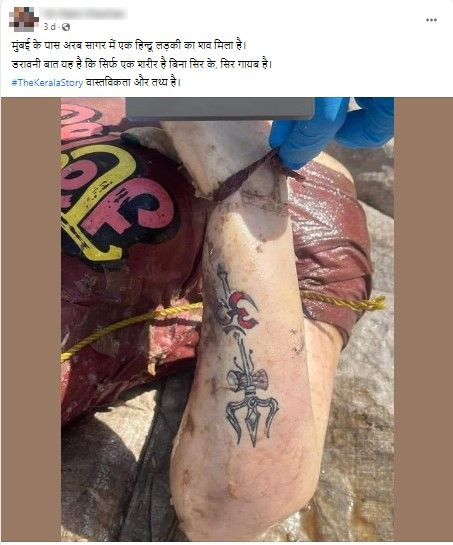 3 d
मुंबई के पास अरब सागर में एक हिन्दू लड़की का शव मिला है।
डरावनी बात यह है कि सिर्फ एक शरीर है बिना सिर के, सिर गायब है।
#TheKeralaStory वास्तविकता और तथ्य है।